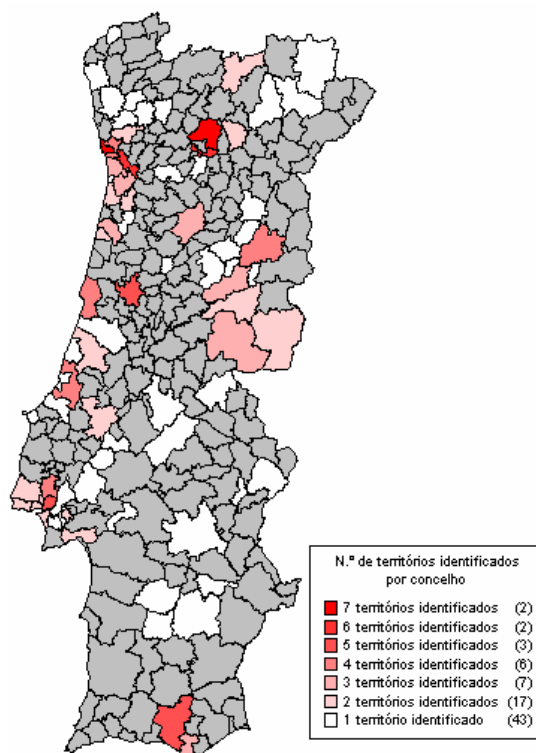 N.º de territórios identificados
por concelho
7 territórios identificados (2)
6 territórios identificados (2)
5 territórios identificados (3)
4 territórios identificados (6)
3 territórios identificados (7)
2 territórios identificados (17)
1 território identificado (43)